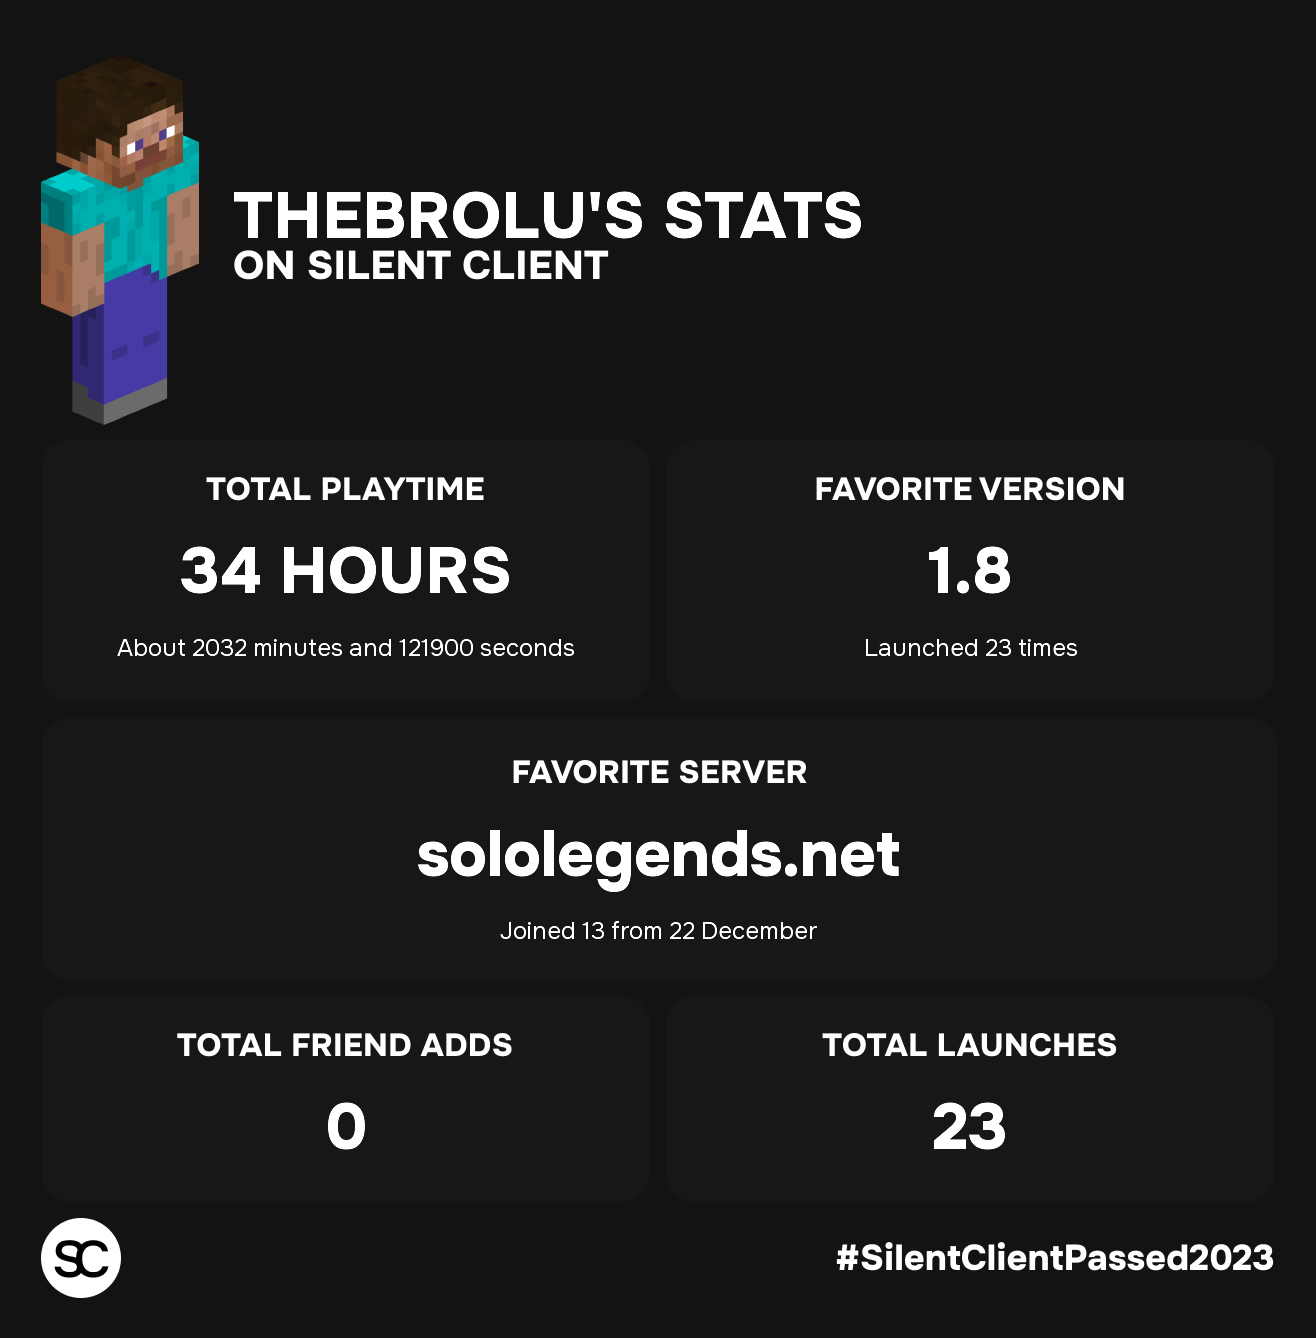 THEBROLU'S STATS
ON SILENT CLIENT
TOTAL PLAYTIME
34 HOURS
About 2032 minutes and 121900 seconds
FAVORITE VERSION
1.8
Launched 23 times
FAVORITE SERVER
sololegends.net
Joined 13 from 22 December
TOTAL FRIEND ADDS
0
TOTAL LAUNCHES
23
SC
#SilentClientPassed2023